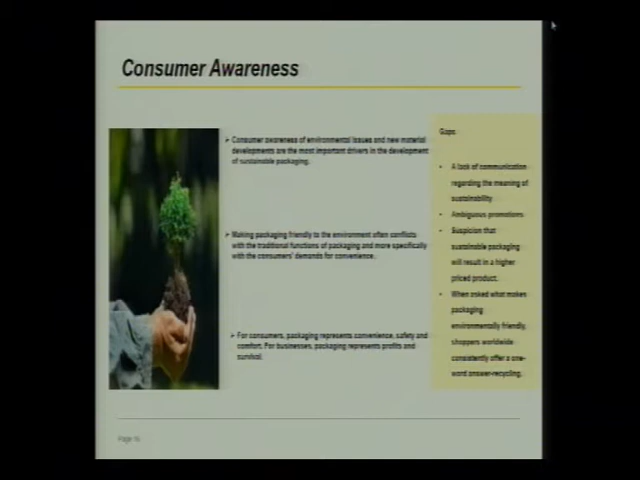 Consumer Awareness
➢ Consumer awareness of environmental issues and new material
developments are the most important drivers in the development
of sustainable packaging.
➢ Making packaging friendly to the environment often conflicts
with the traditional functions of packaging and more specifically
with the consumers' demands for convenience.
➢ For consumers, packaging represents convenience, safety and
comfort. For businesses, packaging represents profits and
survival.
Gaps:
• A lack of communication
regarding the meaning of
sustainability
• Ambiguous promotions
• Suspicion that
sustainable packaging
will result in a higher
priced product.
• When asked what makes
packaging
environmentally friendly,
shoppers worldwide
consistently offer a one-
word answer-recycling.
Page